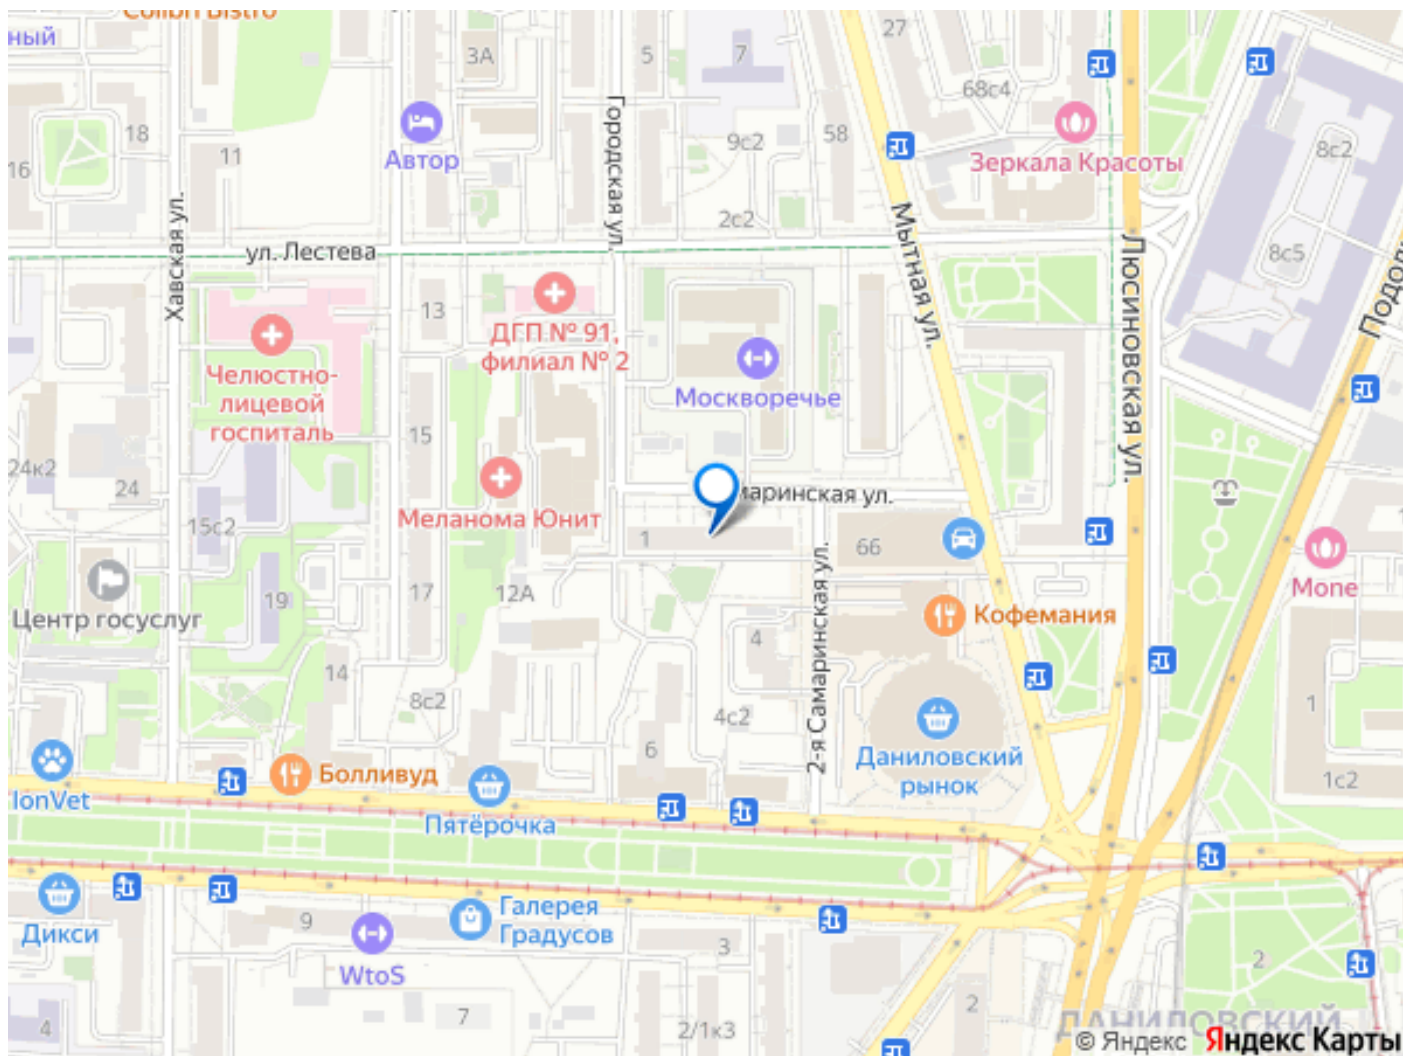 Colibri Bistro
ный
3А
5
7
27
68с4
18
Автор
Городская ул.
9с2
58
Зеркала Красоты
8с2
16
11
Хавская ул.
2с2
Мытная ул.
Люсиновская ул.
8с5
ул. Лестева
13
ДГП № 91,
филиал № 2
Челюстно-
лицевой
госпиталь
Москворечье
15
24к2
24
Меланома Юнит
маринская ул.
15с2
1
66
Mone
Центр госуслуг
19
17
12А
4
2-я Самаринская ул.
Кофемания
14
8с2
4с2
6
Даниловский
рынок
1
1с2
IonVet
Болливуд
Пятёрочка
Дикси
9
Галерея
Градусов
WtoS
3
2
4
7
2/1к3
2
ДАНИЛОВСКИЙ
© Яндекс Яндекс Карты